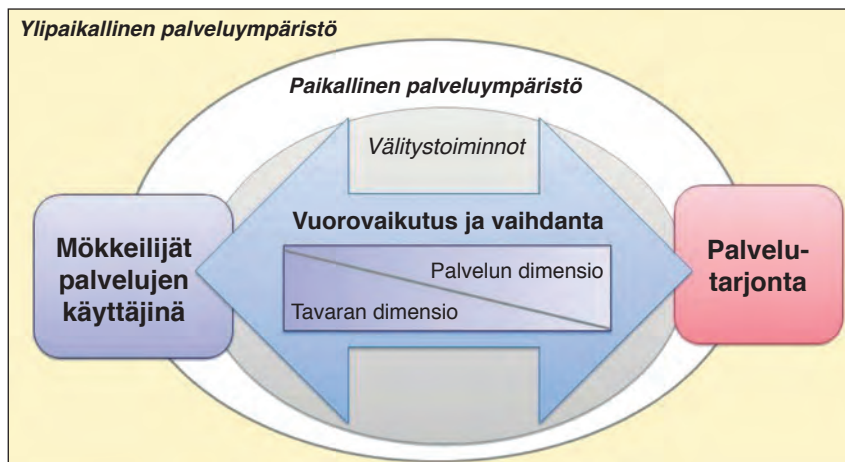 Ylipaikallinen palveluympäristö
Paikallinen palveluympäristö
Välitystoiminnot
Vuorovaikutus ja vaihdanta
Mökkeilijät
palvelujen
käyttäjinä
Palvelun dimensio
Tavaran dimensio
Palvelu-
tarjonta